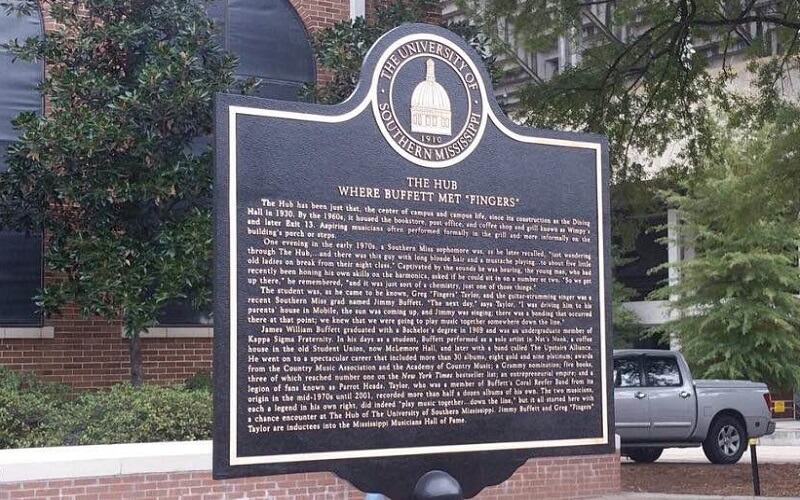 THE UNIVERSITY OF
SOUTHERN MISSISSIPPI
1910
THE HUB
WHERE BUFFETT MET "FINGERS"
The Hub has been just that, the center of campus and campus life, since its construction as the Dining
Hall in 1930. By the 1960s, it housed the bookstore, post office, and coffee shop and grill known as Wimpy's
and later Exit 13. Aspiring musicians often performed formally in the grill and more informally on the
building's porch or steps.
One evening in the early 1970s, a Southern Miss sophomore was, as he later recalled, "just wandering
through The Hub,...and there was this guy with long blonde hair and a mustache playing...to about five little
old ladies on break from their night class." Captivated by the sounds he was hearing, the young man, who had
recently been honing his own skills on the harmonica, asked if he could sit in on a number or two. "So we got
up there," he remembered, "and it was just sort of a chemistry, just one of those things."
The student was, as he came to be known, Greg "Fingers" Taylor, and the guitar-strumming singer was a
recent Southern Miss grad named Jimmy Buffett. "The next day," says Taylor, "I was driving him to his
parents' house in Mobile, the sun was coming up, and Jimmy was singing; there was a bonding that occurred
there at that point; we knew that we were going to play music together somewhere down the line."
James William Buffett graduated with a Bachelor's degree in 1969 and was an undergraduate member of
Kappa Sigma Fraternity. In his days as a student, Buffett performed as a solo artist in Nat's Nook, a coffee
house in the old Student Union, now McLemore Hall, and later with a band called The Upstairs Alliance.
He went on to a spectacular career that included more than 30 albums, eight gold and nine platinum; awards
from the Country Music Association and the Academy of Country Music; a Grammy nomination; five books,
three of which reached number one on the New York Times bestseller list; an entrepreneurial empire; and a
legion of fans known as Parrot Heads. Taylor, who was a member of Buffett's Coral Reefer Band from its
origin in the mid-1970s until 2001, recorded more than half a dozen albums of his own. The two musicians,
each a legend in his own right, did indeed "play music together...down the line," but it all started here with
a chance encounter at The Hub of The University of Southern Mississippi. Jimmy Buffett and Greg "Fingers"
Taylor are inductees into the Mississippi Musicians Hall of Fame.